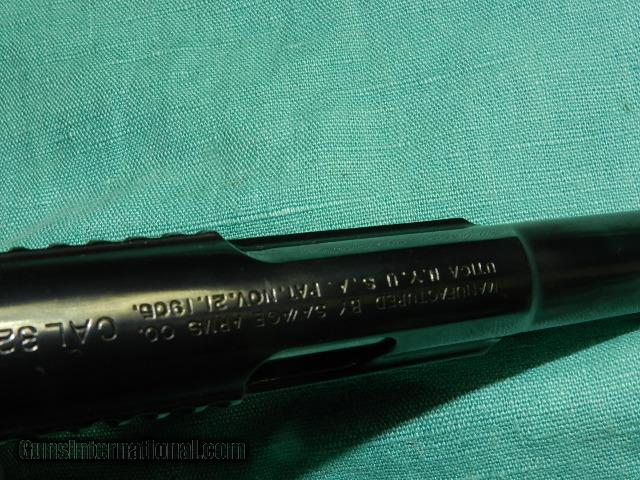 MANUFACTURED BY SAVAGE ARMS CO. CAL 32
UTICA N.Y. U.S.A. PAT. NOV. 21. 1905.
GunsInternational.com